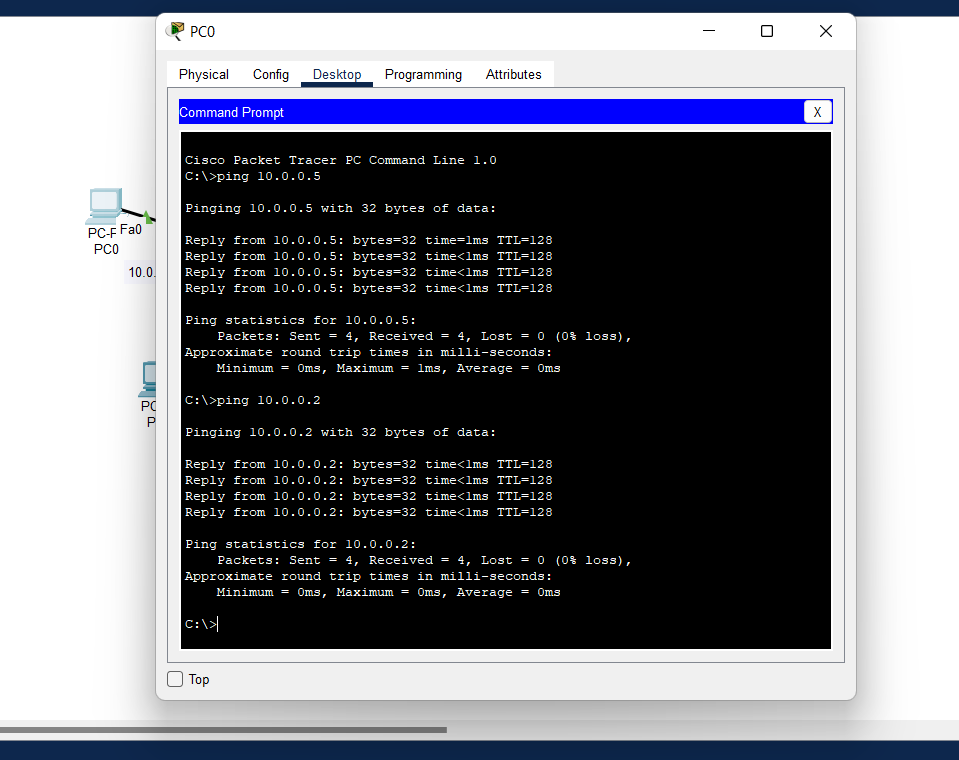 PC0
Physical Config Desktop Programming Attributes
Command Prompt X
Cisco Packet Tracer PC Command Line 1.0
C:\>ping 10.0.0.5
Pinging 10.0.0.5 with 32 bytes of data:
Reply from 10.0.0.5: bytes=32 time=1ms TTL=128
Reply from 10.0.0.5: bytes=32 time<1ms TTL=128
Reply from 10.0.0.5: bytes=32 time<1ms TTL=128
Reply from 10.0.0.5: bytes=32 time<1ms TTL=128
Ping statistics for 10.0.0.5:
Packets: Sent = 4, Received = 4, Lost = 0 (0% loss),
Approximate round trip times in milli-seconds:
Minimum = 0ms, Maximum = 1ms, Average = 0ms
C:\>ping 10.0.0.2
Pinging 10.0.0.2 with 32 bytes of data:
Reply from 10.0.0.2: bytes=32 time<1ms TTL=128
Reply from 10.0.0.2: bytes=32 time<1ms TTL=128
Reply from 10.0.0.2: bytes=32 time<1ms TTL=128
Reply from 10.0.0.2: bytes=32 time<1ms TTL=128
Ping statistics for 10.0.0.2:
Packets: Sent = 4, Received = 4, Lost = 0 (0% loss),
Approximate round trip times in milli-seconds:
Minimum = 0ms, Maximum = 0ms, Average = 0ms
C:\>
Top
Fa0
PC0
10.0.